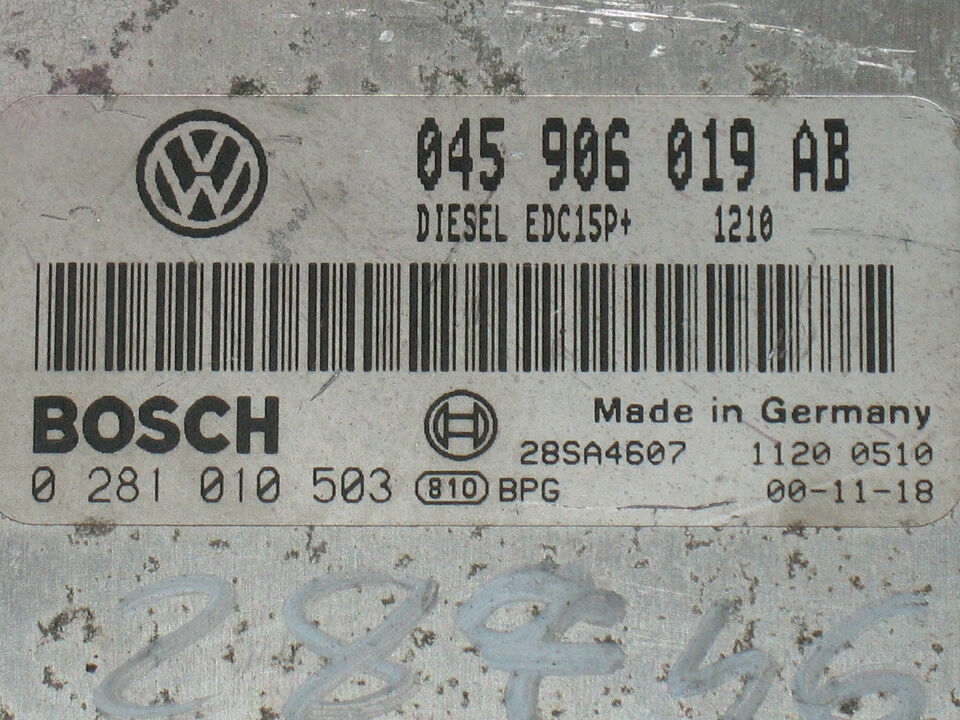 045 906 019 AB
DIESEL EDC15P+ 1210
BOSCH
Made in Germany
28SA4607 1120 0510
0 281 010 503 810 BPG 00-11-18